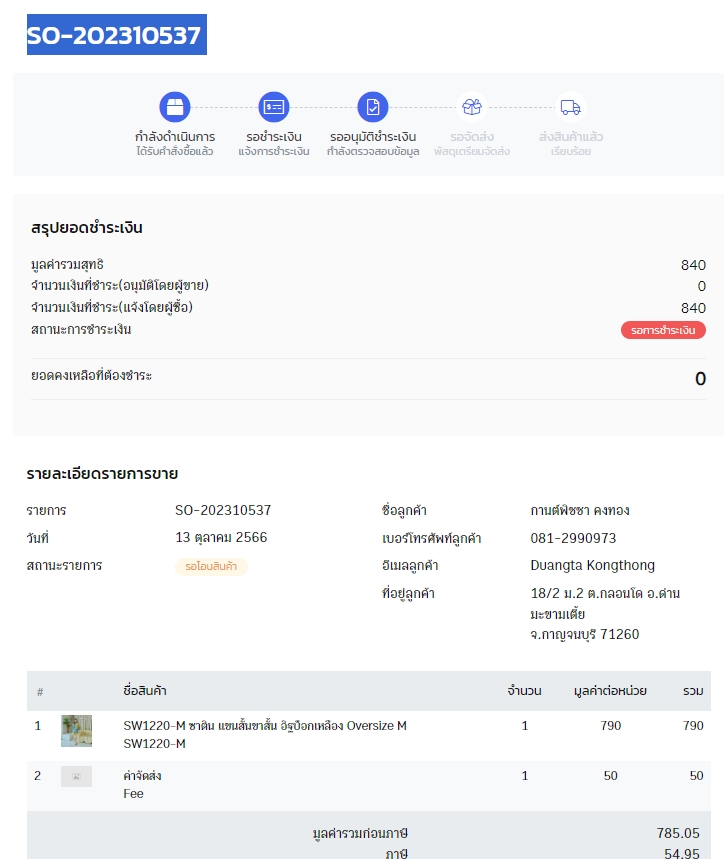 SO-202310537
กำลังดำเนินการ รอชำระเงิน รออนุมัติชำระเงิน รอจัดส่ง ส่งสินค้าแล้ว
ได้รับคำสั่งซื้อแล้ว แจ้งการชำระเงิน กำลังตรวจสอบข้อมูล พัสดุเตรียมจัดส่ง เรียบร้อย
สรุปยอดชำระเงิน
มูลค่ารวมสุทธิ 840
จำนวนเงินที่ชำระ(อนุมัติโดยผู้ขาย) 0
จำนวนเงินที่ชำระ(แจ้งโดยผู้ซื้อ) 840
สถานะการชำระเงิน รอการชำระเงิน
ยอดคงเหลือที่ต้องชำระ 0
รายละเอียดรายการขาย
รายการ SO-202310537 ชื่อลูกค้า กานต์พิชชา คงทอง
วันที่ 13 ตุลาคม 2566 เบอร์โทรศัพท์ลูกค้า 081-2990973
สถานะรายการ รอโอนสินค้า อีเมลลูกค้า Duangta Kongthong
ที่อยู่ลูกค้า 18/2 ม.2 ต.กลอนโด อ.ด่าน
มะขามเตี้ย
จ.กาญจนบุรี 71260
# ชื่อสินค้า จำนวน มูลค่าต่อหน่วย รวม
1 SW1220-M ซาติน แขนสั้นขาสั้น อิฐบ๊อกเหลือง Oversize M 1 790 790
SW1220-M
2 ค่าจัดส่ง 1 50 50
Fee
มูลค่ารวมก่อนภาษี 785.05
ภาษี 54.95